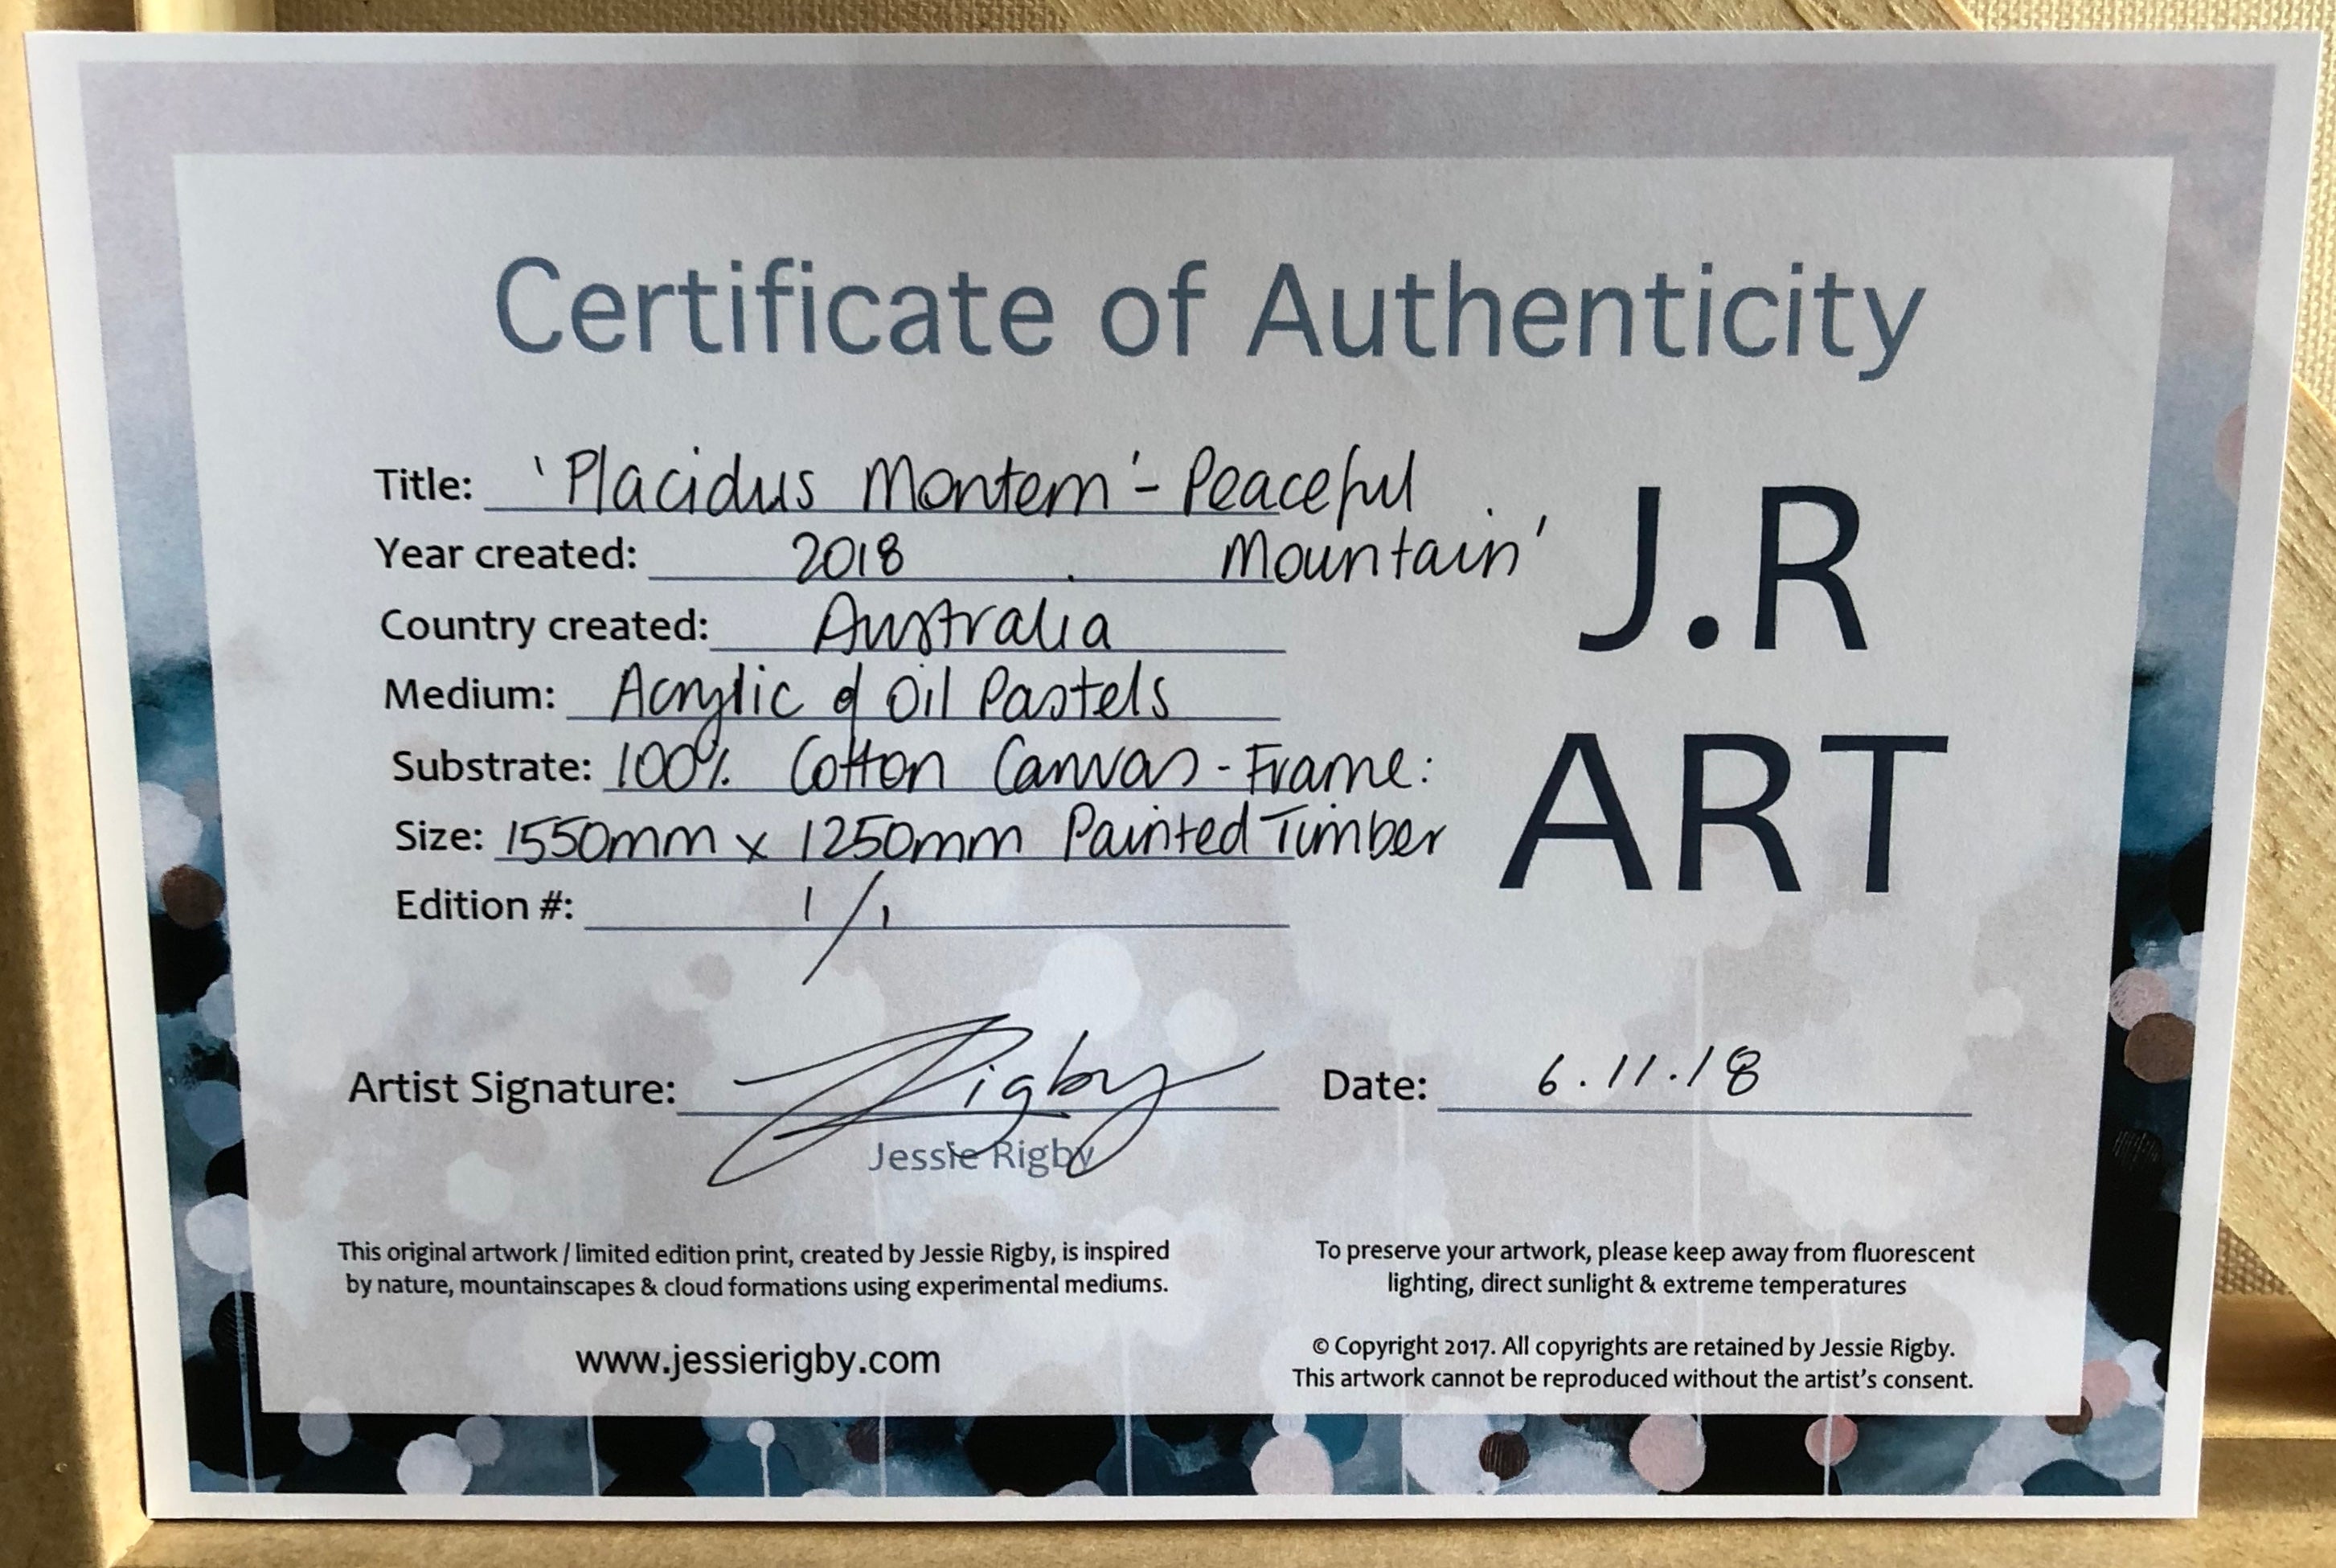 Certificate of Authenticity
Title: 'Placidus Montem' - Peaceful
Mountain'
Year created: 2018
Country created: Australia
Medium: Acrylic & Oil Pastels
Substrate: 100% Cotton Canvas - Frame:
Painted Timber
Size: 1550mm x 1250mm
Edition #: 1/1
J.R
ART
Artist Signature: Rigby
Jessie Rigby
Date: 6.11.18
This original artwork / limited edition print, created by Jessie Rigby, is inspired
by nature, mountainscapes & cloud formations using experimental mediums.
www.jessierigby.com
To preserve your artwork, please keep away from fluorescent
lighting, direct sunlight & extreme temperatures
© Copyright 2017. All copyrights are retained by Jessie Rigby.
This artwork cannot be reproduced without the artist's consent.